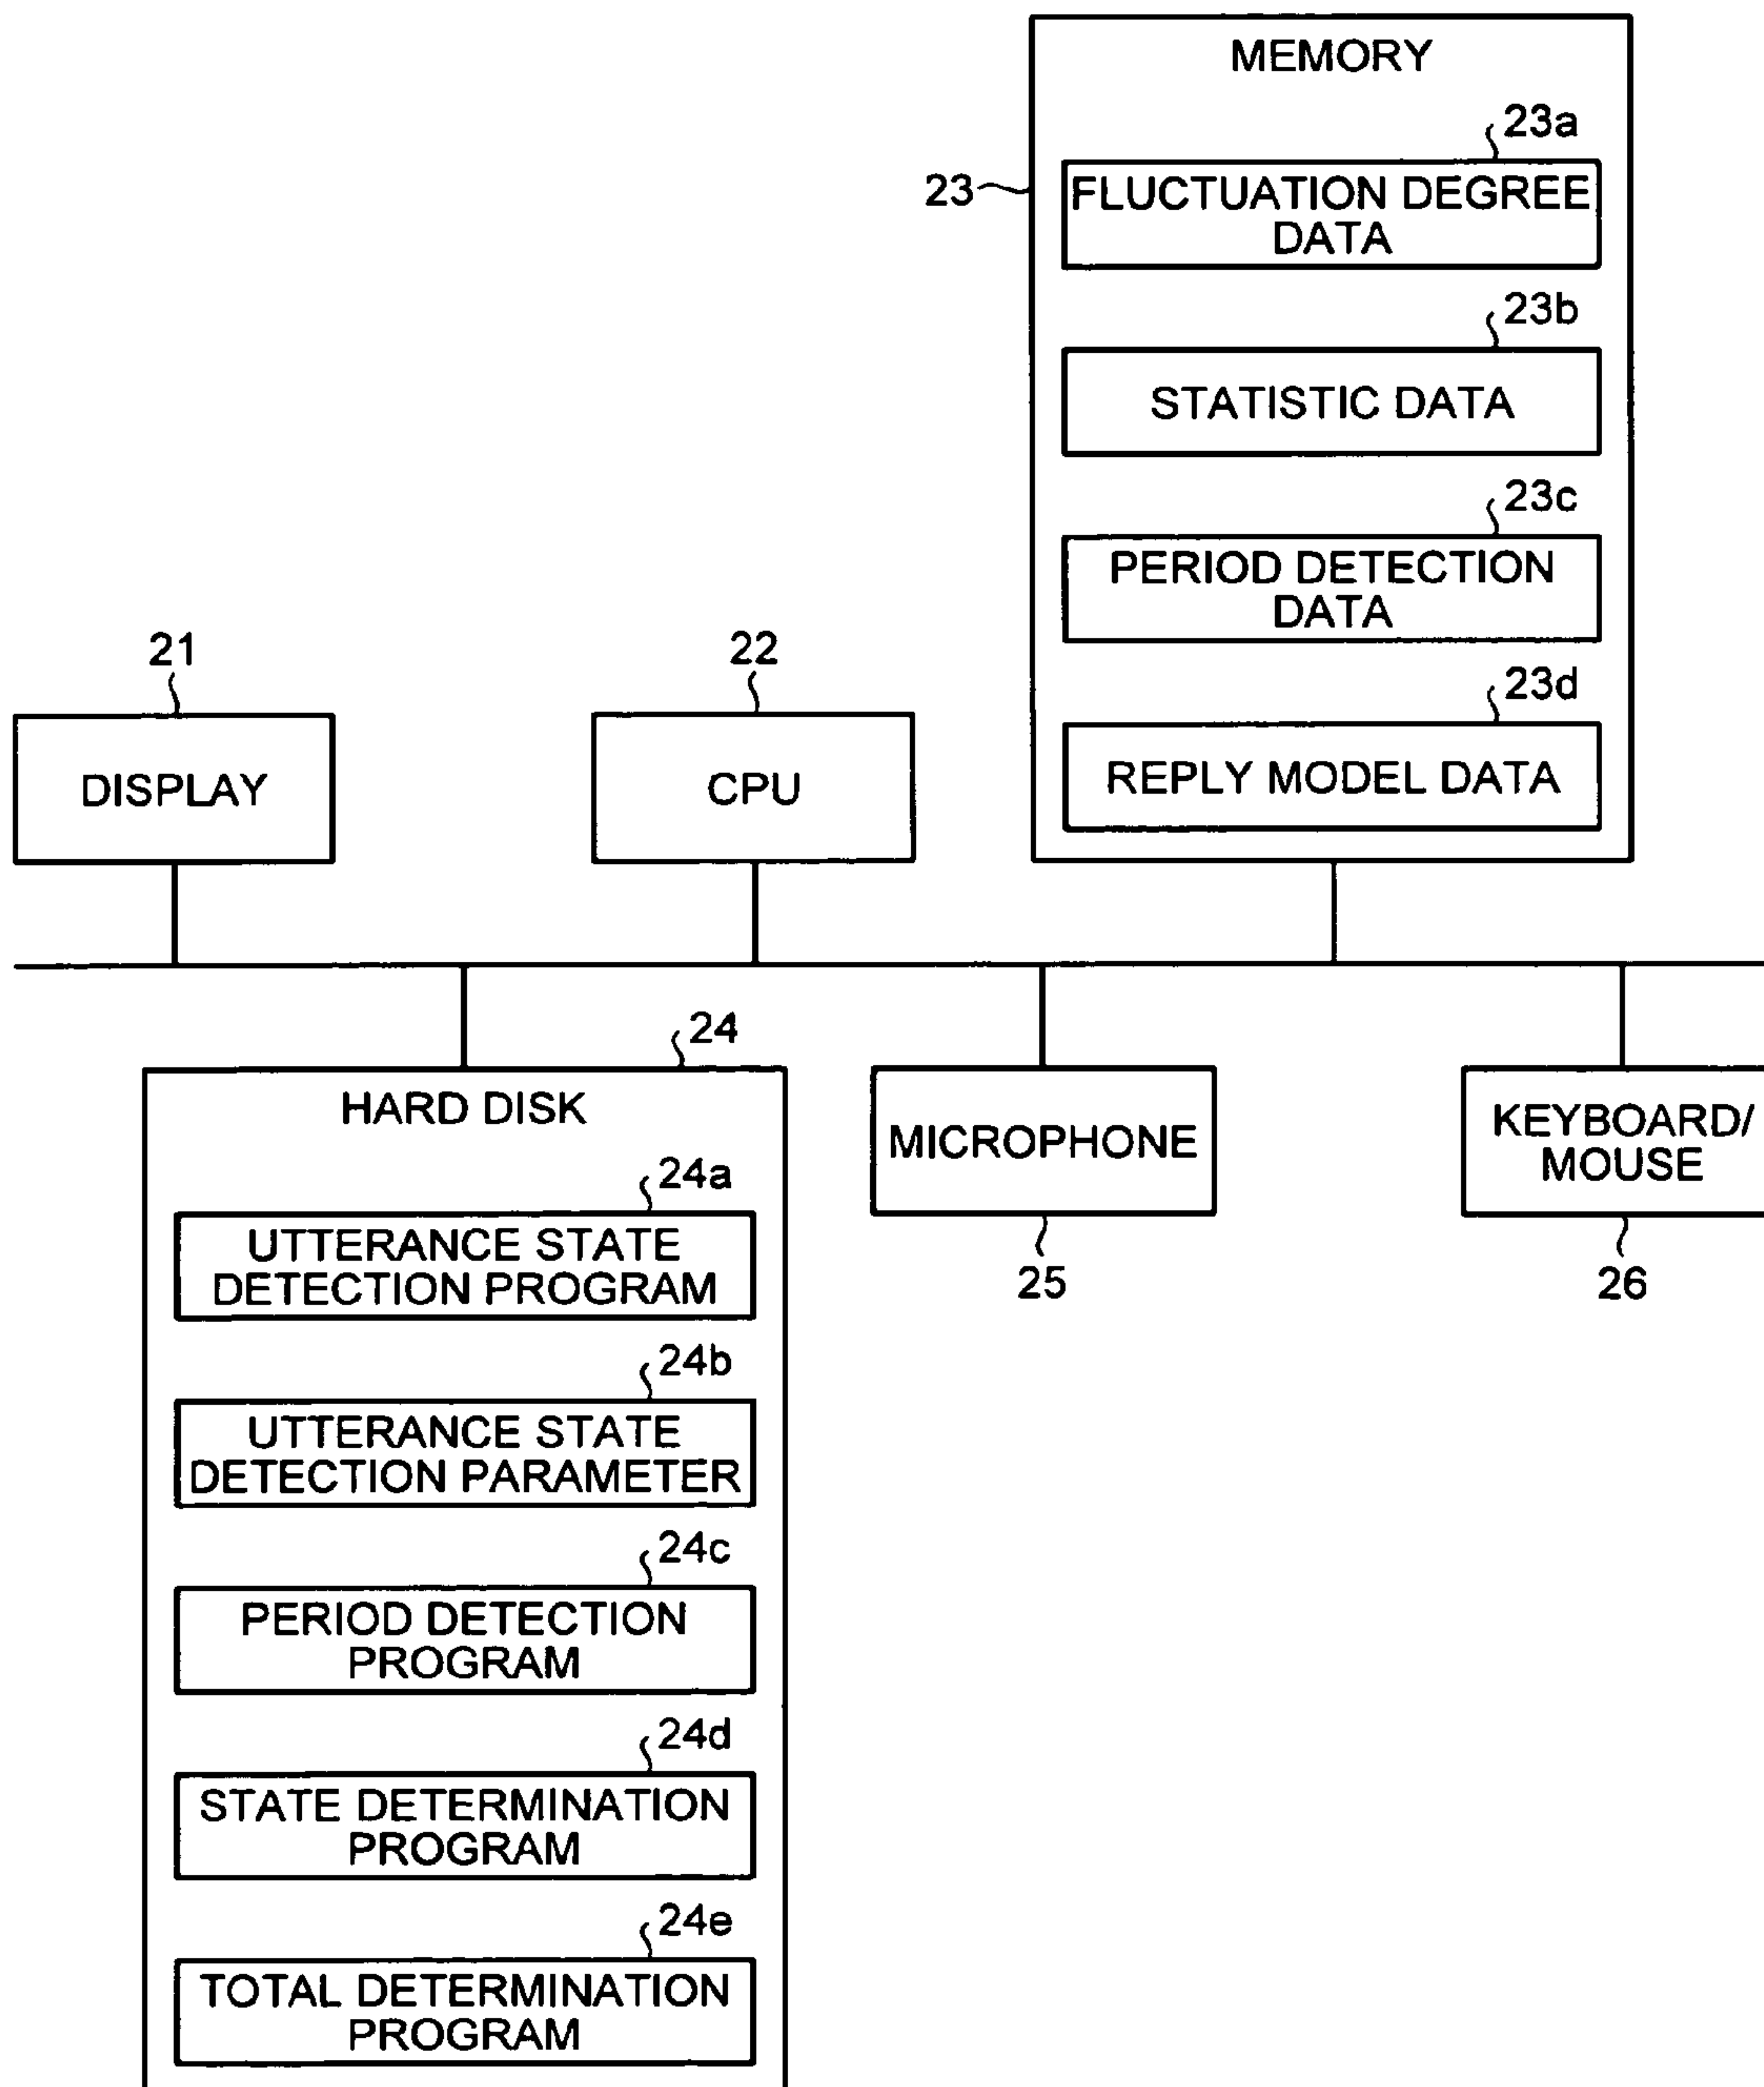 MEMORY
23
23a
FLUCTUATION DEGREE
DATA
23b
STATISTIC DATA
23c
PERIOD DETECTION
DATA
23d
REPLY MODEL DATA
21
DISPLAY
22
CPU
24
HARD DISK
24a
UTTERANCE STATE
DETECTION PROGRAM
24b
UTTERANCE STATE
DETECTION PARAMETER
24c
PERIOD DETECTION
PROGRAM
24d
STATE DETERMINATION
PROGRAM
24e
TOTAL DETERMINATION
PROGRAM
MICROPHONE
25
KEYBOARD/
MOUSE
26